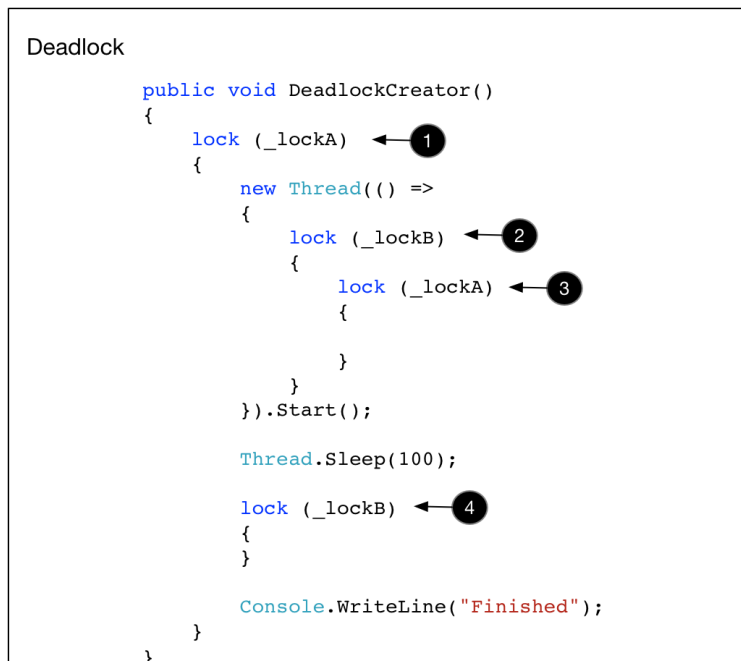 Deadlock
public void DeadlockCreator()
{
lock (_lockA) 1
{
new Thread(() =>
{
lock (_lockB) 2
{
lock (_lockA) 3
{
}
}
}).Start();
Thread.Sleep(100);
lock (_lockB) 4
{
}
Console.WriteLine("Finished");
}
}